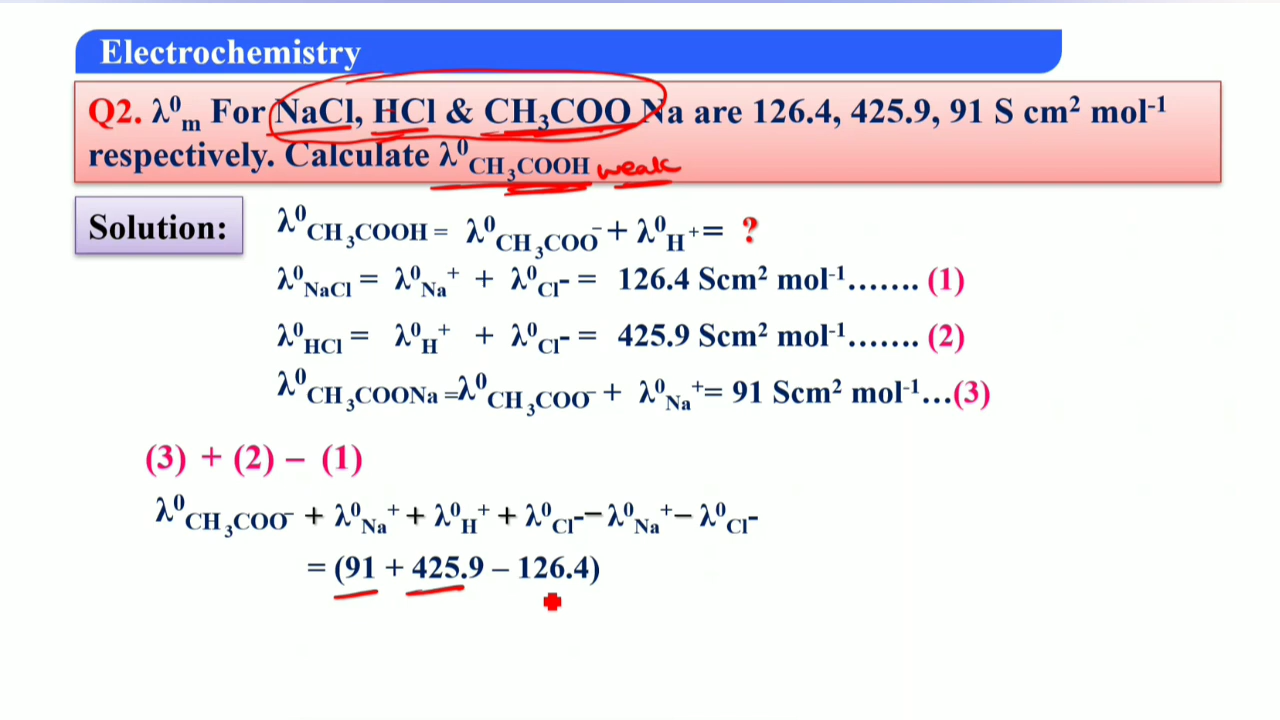 Electrochemistry
Q2. λ⁰ₘ For NaCl, HCl & CH₃COO Na are 126.4, 425.9, 91 S cm² mol⁻¹
respectively. Calculate λ⁰CH₃COOH weak
Solution: λ⁰CH₃COOH = λ⁰CH₃COO⁻ + λ⁰H⁺ = ?
λ⁰NaCl = λ⁰Na⁺ + λ⁰Cl⁻ = 126.4 Scm² mol⁻¹……. (1)
λ⁰HCl = λ⁰H⁺ + λ⁰Cl⁻ = 425.9 Scm² mol⁻¹……. (2)
λ⁰CH₃COONa =λ⁰CH₃COO⁻ + λ⁰Na⁺= 91 Scm² mol⁻¹…(3)
(3) + (2) – (1)
λ⁰CH₃COO⁻ + λ⁰Na⁺ + λ⁰H⁺ + λ⁰Cl⁻ – λ⁰Na⁺ – λ⁰Cl⁻
= (91 + 425.9 – 126.4)